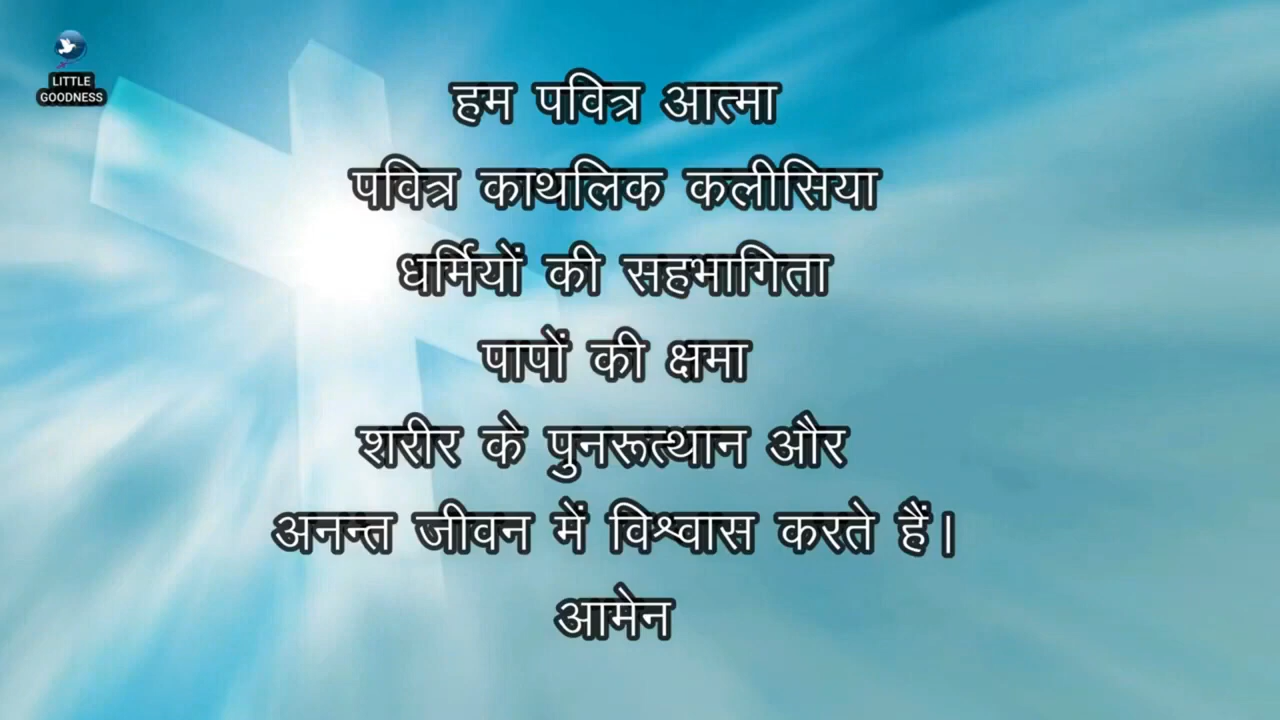 LITTLE
GOODNESS
हम पवित्र आत्मा
पवित्र काथलिक कलीसिया
धर्मियों की सहभागिता
पापों की क्षमा
शरीर के पुनरूत्थान और
अनन्त जीवन में विश्वास करते हैं।
आमेन